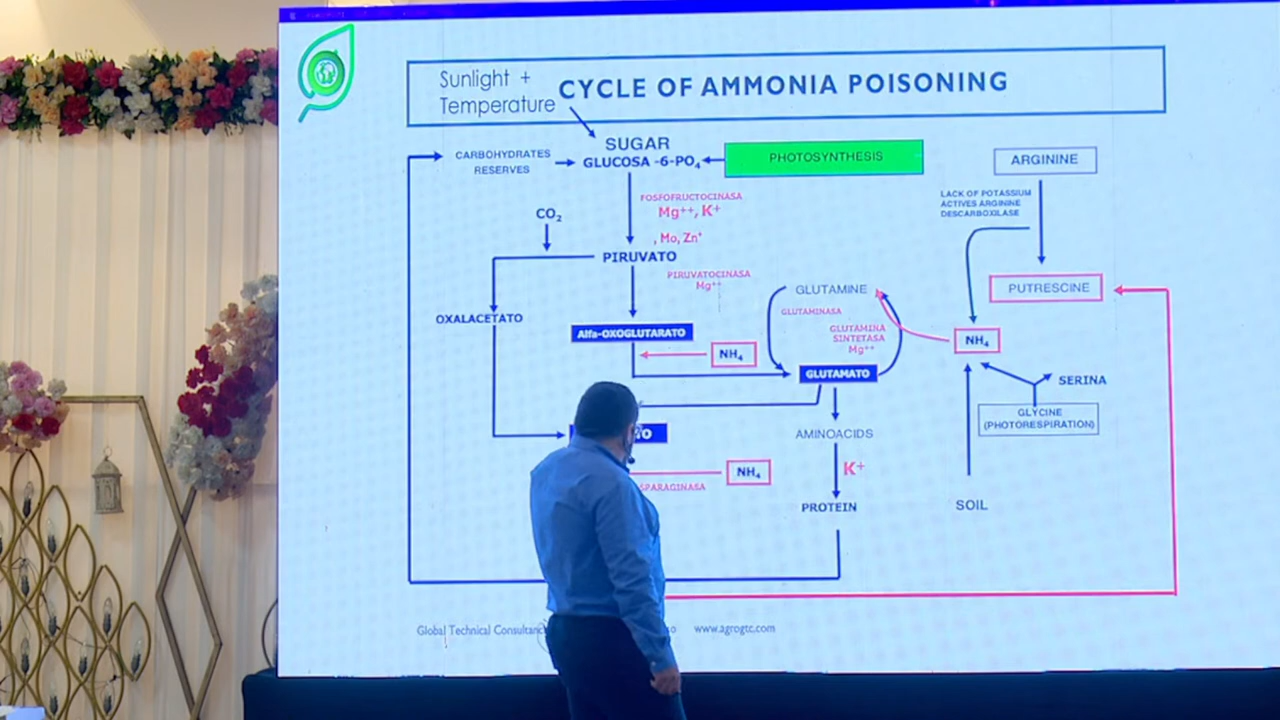 Sunlight +
Temperature
CYCLE OF AMMONIA POISONING
SUGAR
GLUCOSA -6-PO₄
CARBOHYDRATES
RESERVES
PHOTOSYNTHESIS
ARGININE
LACK OF POTASSIUM
ACTIVES ARGININE
DESCARBOXILASE
FOSFOFRUCTOCINASA
Mg⁺⁺, K⁺
CO₂
, Mo, Zn⁺
PIRUVATO
PIRUVATOCINASA
Mg⁺⁺
GLUTAMINE
PUTRESCINE
GLUTAMINASA
OXALACETATO
Alfa-OXOGLUTARATO
GLUTAMINA
SINTETASA
Mg⁺⁺
NH₄
NH₄
GLUTAMATO
SERINA
GLYCINE
(PHOTORESPIRATION)
AMINOACIDS
NH₄
K⁺
PROTEIN
SOIL
Global Technical
www.agrogtc.com